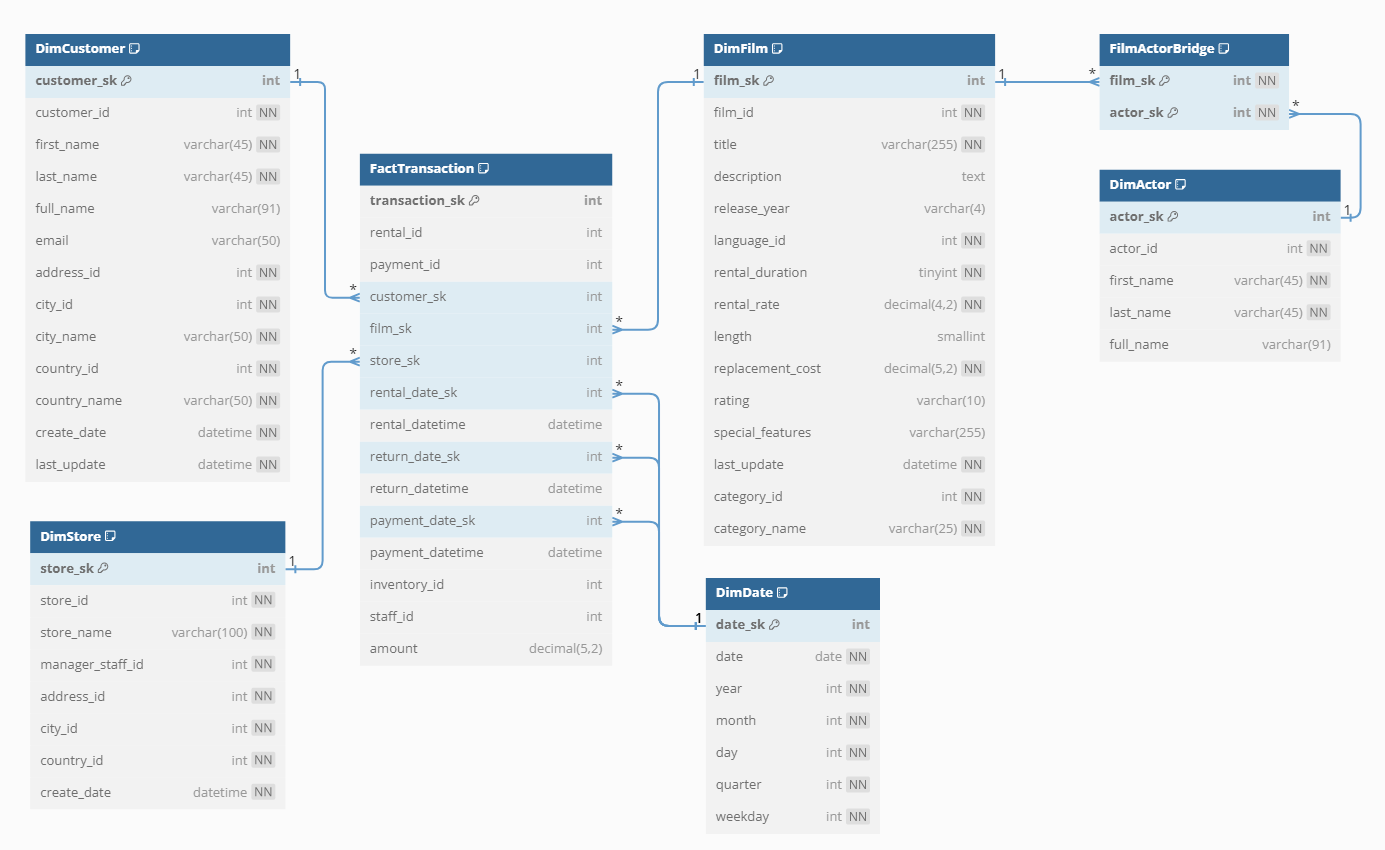 DimCustomer
customer_sk int
customer_id int NN
first_name varchar(45) NN
last_name varchar(45) NN
full_name varchar(91)
email varchar(50)
address_id int NN
city_id int NN
city_name varchar(50) NN
country_id int NN
country_name varchar(50) NN
create_date datetime NN
last_update datetime NN
1
*
DimStore
store_sk int
store_id int NN
store_name varchar(100) NN
manager_staff_id int NN
address_id int NN
city_id int NN
country_id int NN
create_date datetime NN
1
*
FactTransaction
transaction_sk int
rental_id int
payment_id int
customer_sk int
film_sk int
store_sk int
rental_date_sk int
rental_datetime datetime
return_date_sk int
return_datetime datetime
payment_date_sk int
payment_datetime datetime
inventory_id int
staff_id int
amount decimal(5,2)
*
*
*
*
1
1
DimFilm
film_sk int
film_id int NN
title varchar(255) NN
description text
release_year varchar(4)
language_id int NN
rental_duration tinyint NN
rental_rate decimal(4,2) NN
length smallint
replacement_cost decimal(5,2) NN
rating varchar(10)
special_features varchar(255)
last_update datetime NN
category_id int NN
category_name varchar(25) NN
1
*
DimDate
date_sk int
date date NN
year int NN
month int NN
day int NN
quarter int NN
weekday int NN
FilmActorBridge
film_sk int NN
actor_sk int NN
*
1
DimActor
actor_sk int
actor_id int NN
first_name varchar(45) NN
last_name varchar(45) NN
full_name varchar(91)